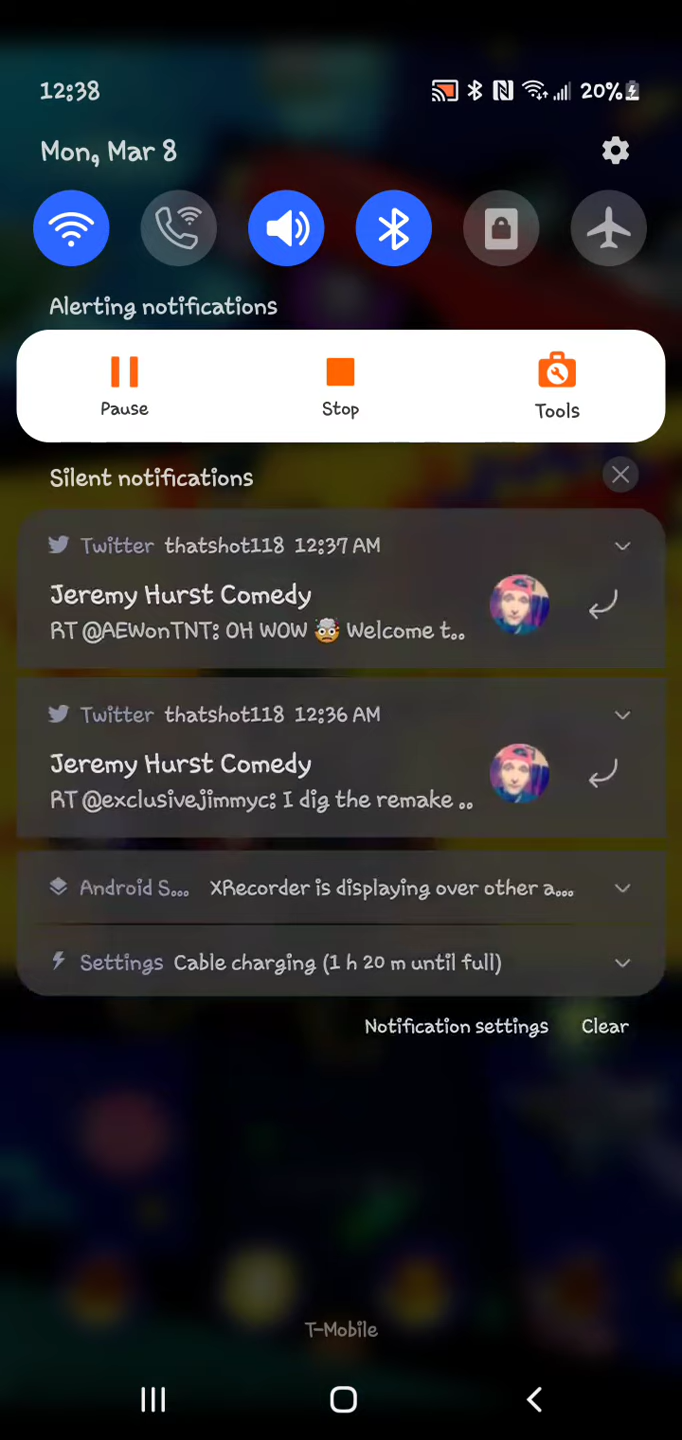 12:38 20%
Mon, Mar 8
Alerting notifications
Pause Stop Tools
Silent notifications
Twitter thatshot118 12:37 AM
Jeremy Hurst Comedy
RT @AEWonTNT: OH WOW 🤯 Welcome t..
Twitter thatshot118 12:36 AM
Jeremy Hurst Comedy
RT @exclusivejimmyc: I dig the remake ..
Android S... XRecorder is displaying over other a...
Settings Cable charging (1 h 20 m until full)
Notification settings Clear
T-Mobile